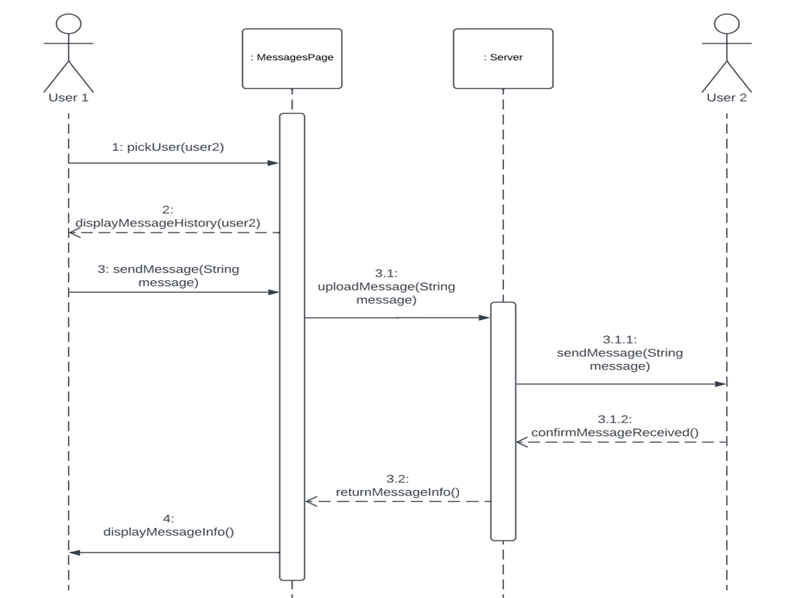 : MessagesPage
: Server
User 1
User 2
1: pickUser(user2)
2:
displayMessageHistory(user2)
3: sendMessage(String
message)
3.1:
uploadMessage(String
message)
3.1.1:
sendMessage(String
message)
3.1.2:
confirmMessageReceived()
3.2:
returnMessageInfo()
4:
displayMessageInfo()